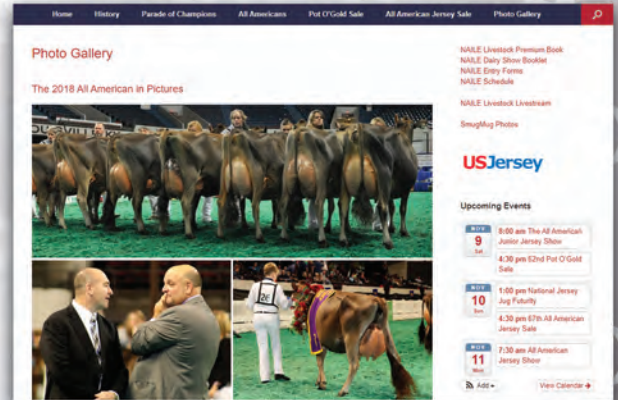 Home History Parade of Champions All Americans Pot O'Gold Sale All American Jersey Sale Photo Gallery
Photo Gallery
The 2018 All American in Pictures
NAILE Livestock Premium Book
NAILE Dairy Show Booklet
NAILE Entry Forms
NAILE Schedule
NAILE Livestock Livestream
SmugMug Photos
USJersey
Upcoming Events
NOV
9
Sat
8:00 am The All American
Junior Jersey Show
4:30 pm 62nd Pot O'Gold
Sale
NOV
10
Sun
1:00 pm National Jersey
Jug Futurity
4:30 pm 67th All American
Jersey Sale
NOV
11
Mon
7:30 am All American
Jersey Show
Add
View Calendar